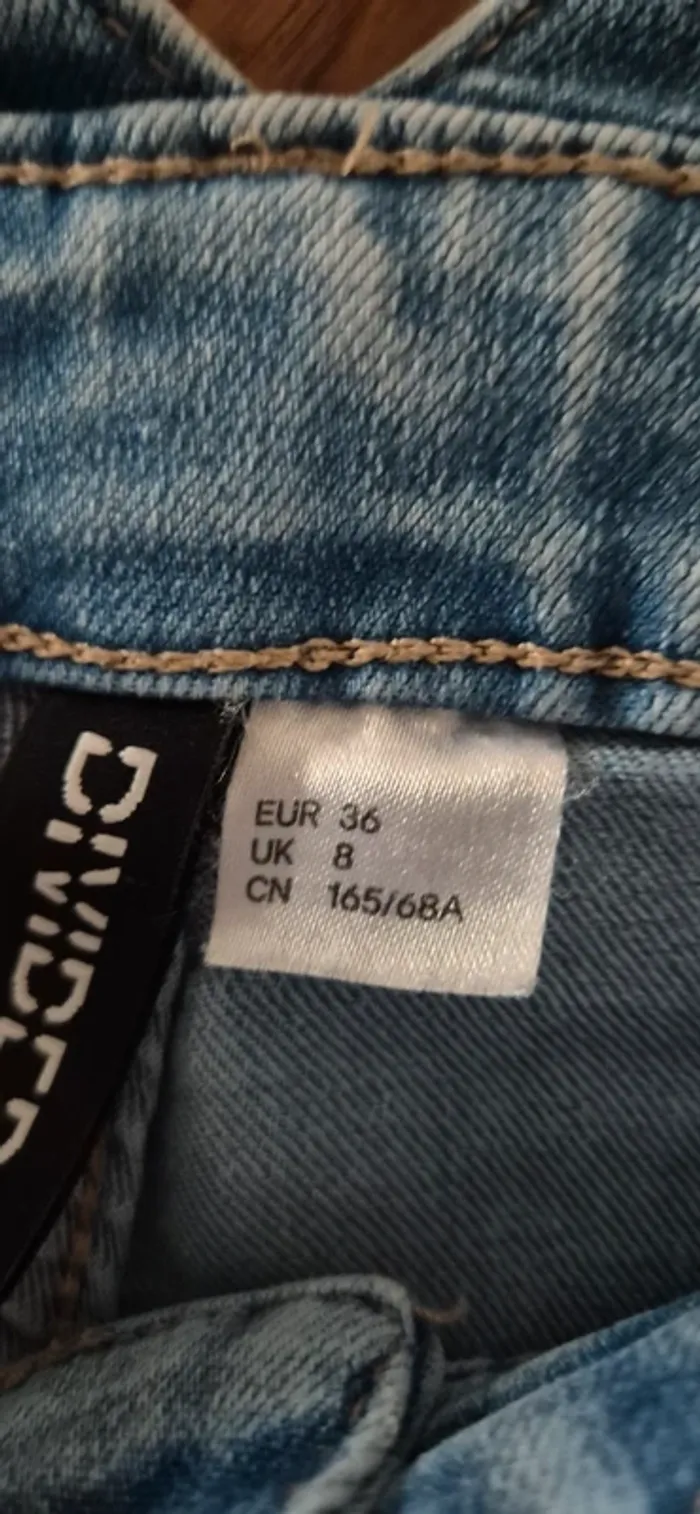 DIVIDED
EUR 36
UK 8
CN 165/68A